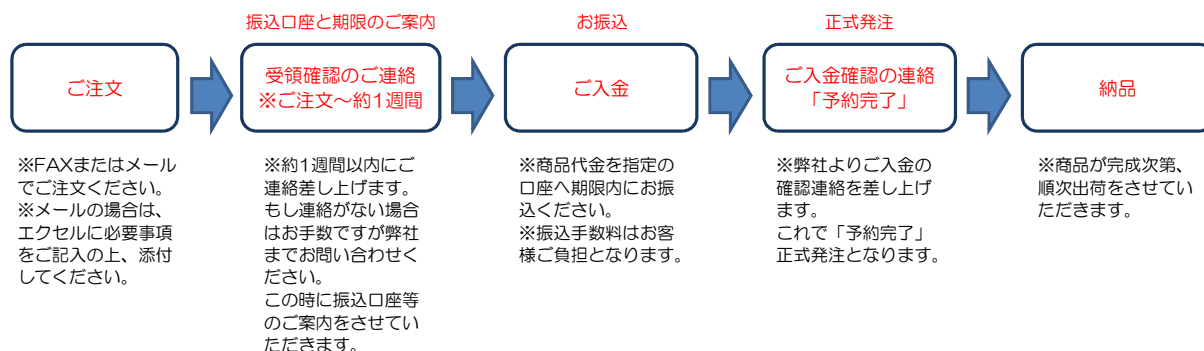 振込口座と期限のご案内
お振込
正式発注
ご注文
受領確認のご連絡
※ご注文～約1週間
ご入金
ご入金確認の連絡
「予約完了」
納品
※FAXまたはメール
でご注文ください。
※メールの場合は、
エクセルに必要事項
をご記入の上、添付
してください。
※約1週間以内にご
連絡差し上げます。
もし連絡がない場合
はお手数ですが弊社
までお問い合わせく
ださい。
この時に振込口座等
のご案内をさせてい
ただきます。
※商品代金を指定の
口座へ期限内にお振
込ください。
※振込手数料はお客
様ご負担となります。
※弊社よりご入金の
確認連絡を差し上げ
ます。
これで「予約完了」
正式発注となります。
※商品が完成次第、
順次出荷をさせてい
ただきます。